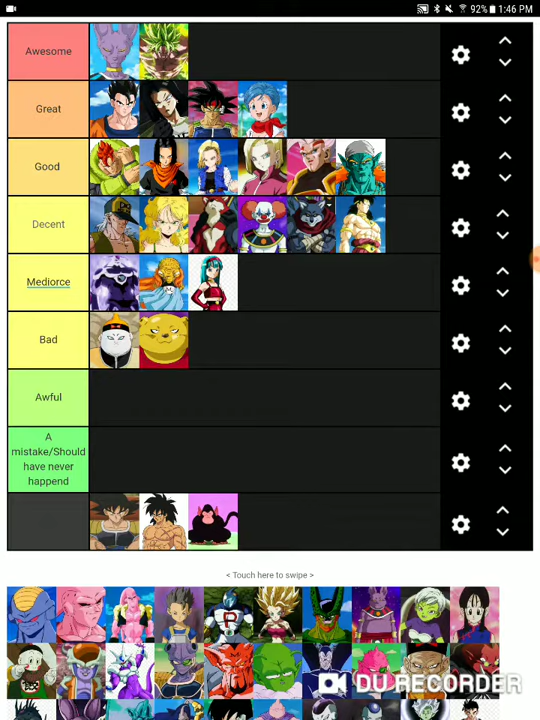 92% 1:46 PM
Awesome
Great
Good
Decent
Mediorce
Bad
Awful
A
mistake/Should
have never
happend
< Touch here to swipe >
DU RECORDER